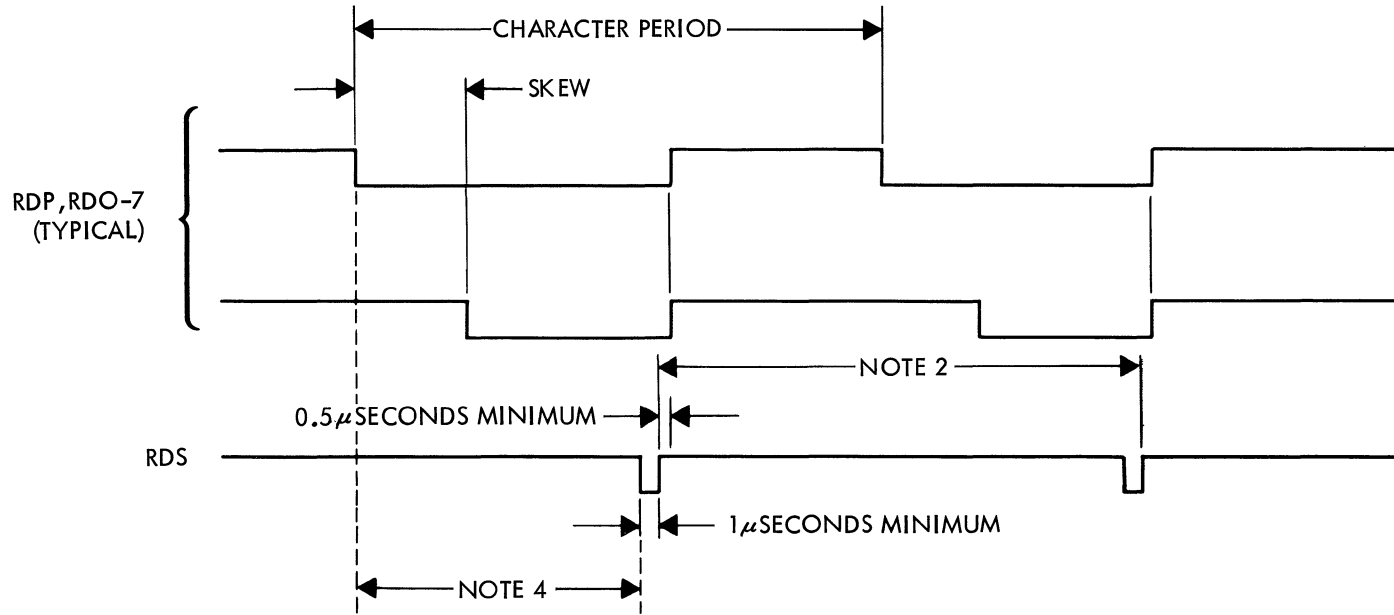 CHARACTER PERIOD
SKEW
RDP,RDO-7
(TYPICAL)
NOTE 2
0.5μSECONDS MINIMUM
RDS
1μSECONDS MINIMUM
NOTE 4